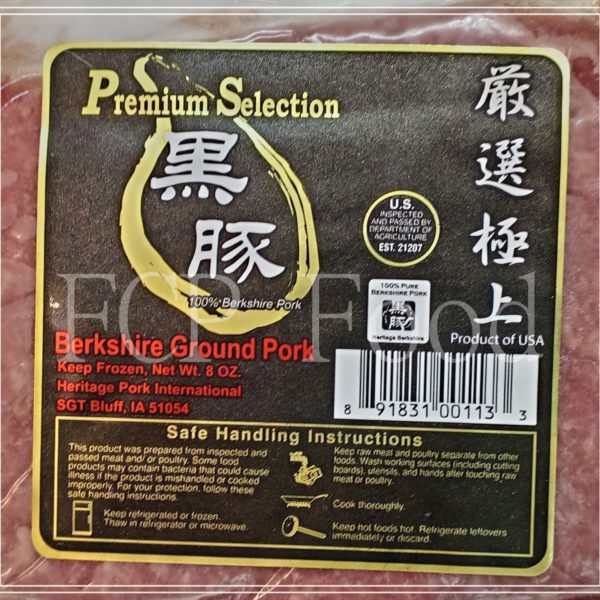 Premium Selection
黒豚
100% Berkshire Pork
厳選極上
U.S.
INSPECTED
AND PASSED BY
DEPARTMENT OF
AGRICULTURE
EST. 21207
100% PURE
BERKSHIRE PORK
黒豚
Heritage Berkshire
Product of USA
FCP Food
Berkshire Ground Pork
Keep Frozen, Net Wt. 8 OZ.
Heritage Pork International
SGT Bluff, IA 51054
8 91831 00113 3
Safe Handling Instructions
This product was prepared from inspected and
passed meat and/ or poultry. Some food
products may contain bacteria that could cause
illness if the product is mishandled or cooked
improperly. For your protection, follow these
safe handling instructions.
Keep refrigerated or frozen.
Thaw in refrigerator or microwave.
Keep raw meat and poultry separate from other
foods. Wash working surfaces (including cutting
boards), utensils, and hands after touching raw
meat or poultry.
Cook thoroughly.
Keep hot foods hot. Refrigerate leftovers
immediately or discard.